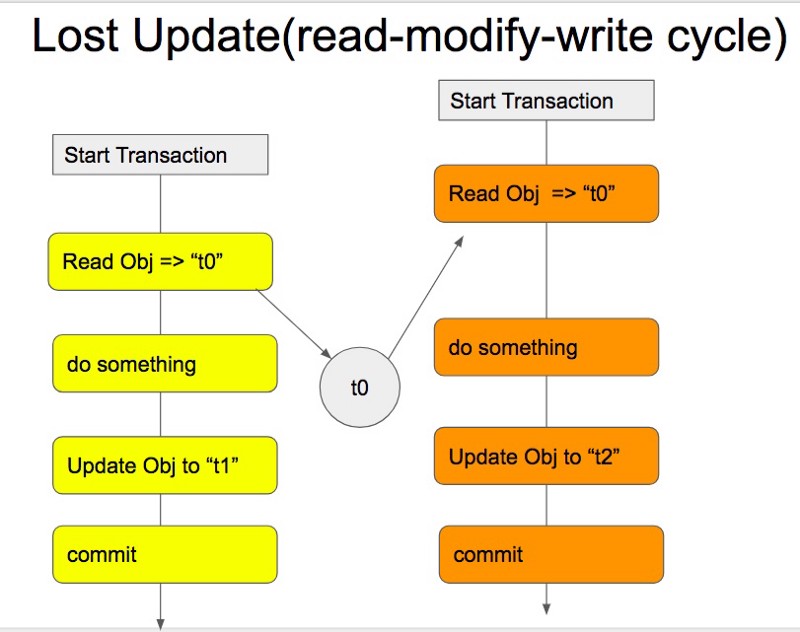 Lost Update(read-modify-write cycle)
Start Transaction
Read Obj => “t0”
do something
Update Obj to “t1”
commit
t0
Start Transaction
Read Obj  => “t0”
do something
Update Obj to “t2”
commit